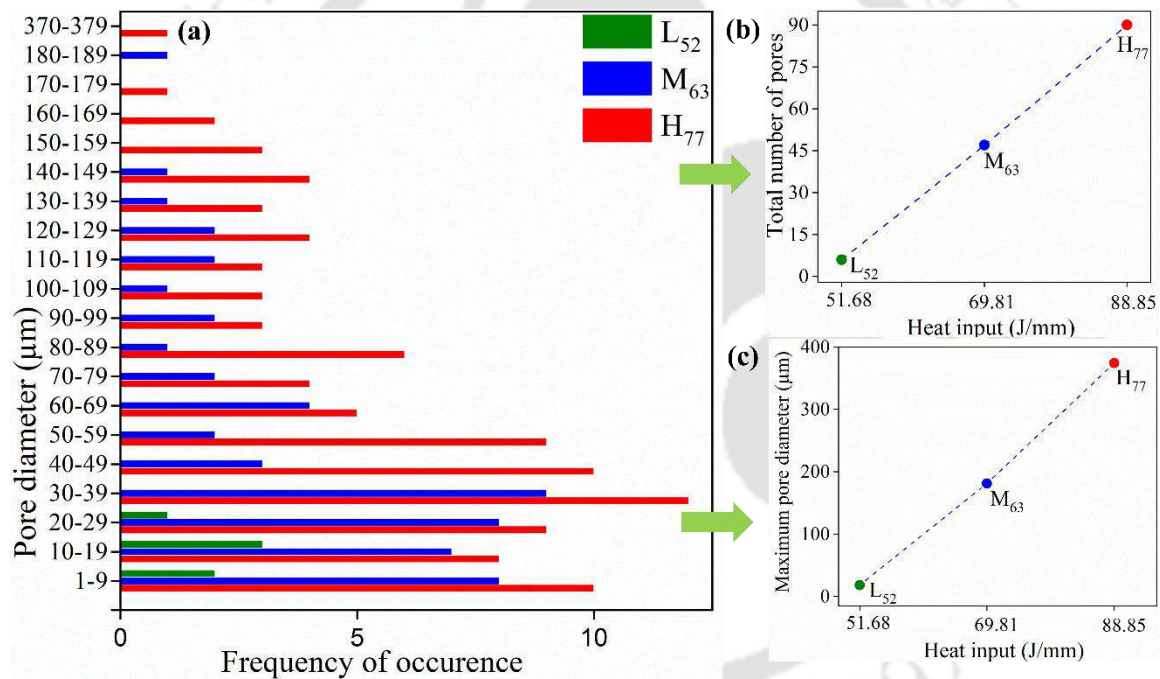 (a)
L52
M63
H77
Pore diameter (µm)
370-379
180-189
170-179
160-169
150-159
140-149
130-139
120-129
110-119
100-109
90-99
80-89
70-79
60-69
50-59
40-49
30-39
20-29
10-19
1-9
0
5
10
Frequency of occurence
(b)
Total number of pores
90
75
60
45
30
15
0
H77
M63
L52
51.68
69.81
88.85
Heat input (J/mm)
(c)
Maximum pore diameter (µm)
400
300
200
100
0
H77
M63
L52
51.68
69.81
88.85
Heat input (J/mm)